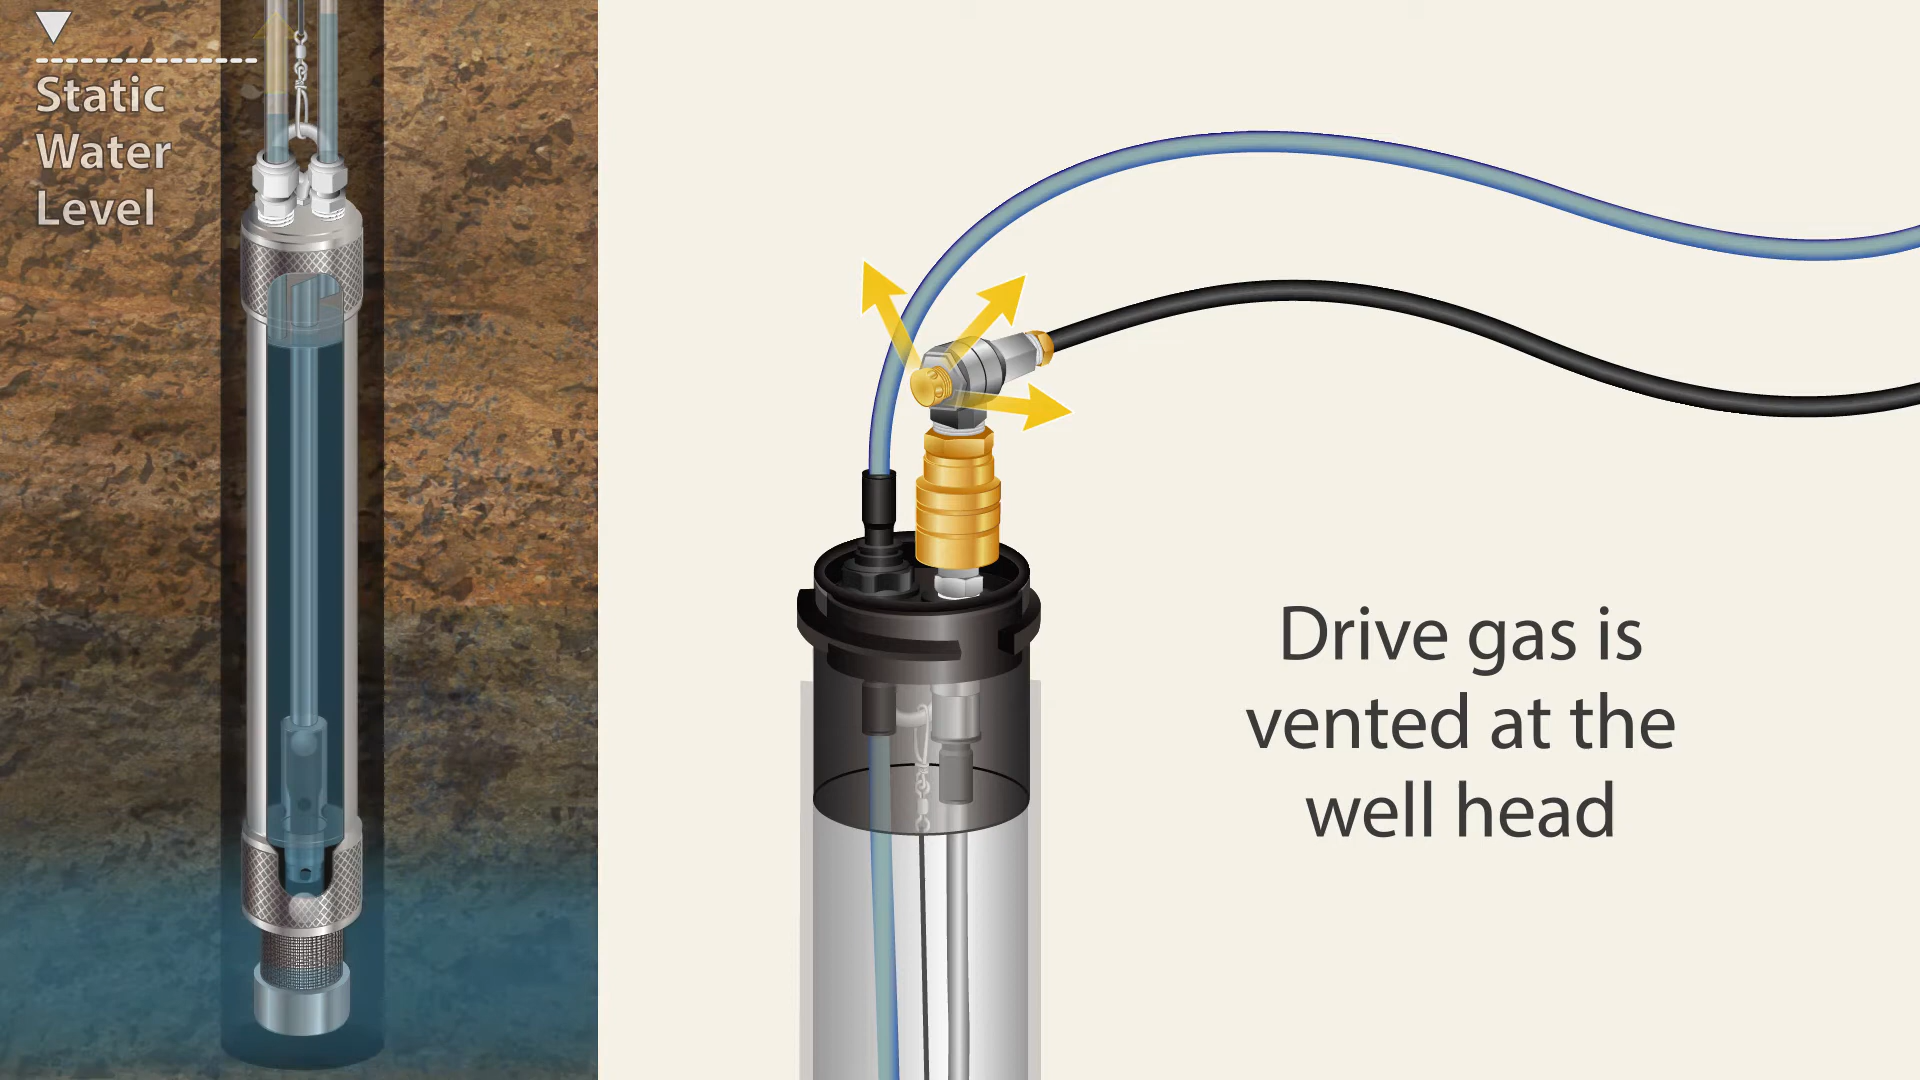 Static
Water
Level
Drive gas is
vented at the
well head